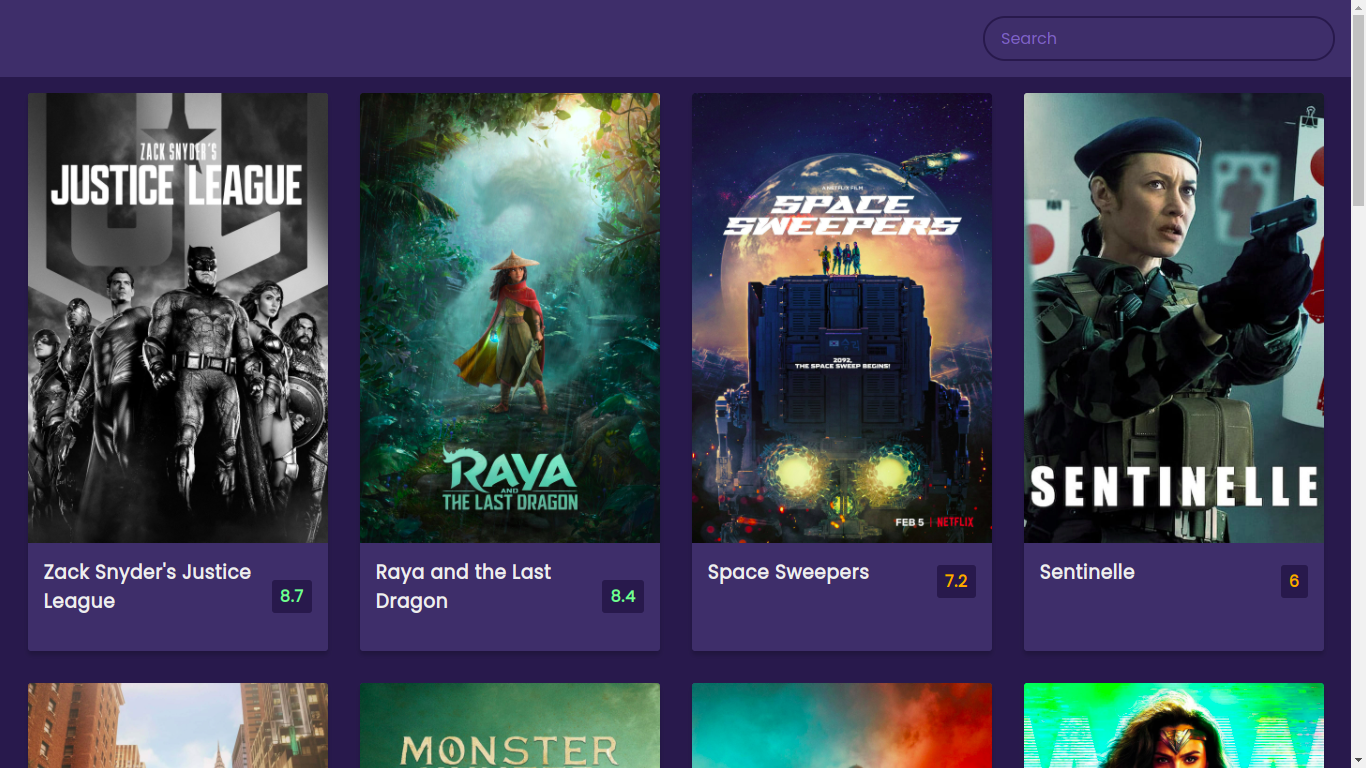 Search
ZACK SNYDER'S
JUSTICE LEAGUE
RAYA
AND
THE LAST DRAGON
A NETFLIX FILM
SPACE
SWEEPERS
2092,
THE SPACE SWEEP BEGINS!
FEB 5 | NETFLIX
SENTINELLE
Zack Snyder's Justice
League
8.7
Raya and the Last
Dragon
8.4
Space Sweepers
7.2
Sentinelle
6
MONSTER